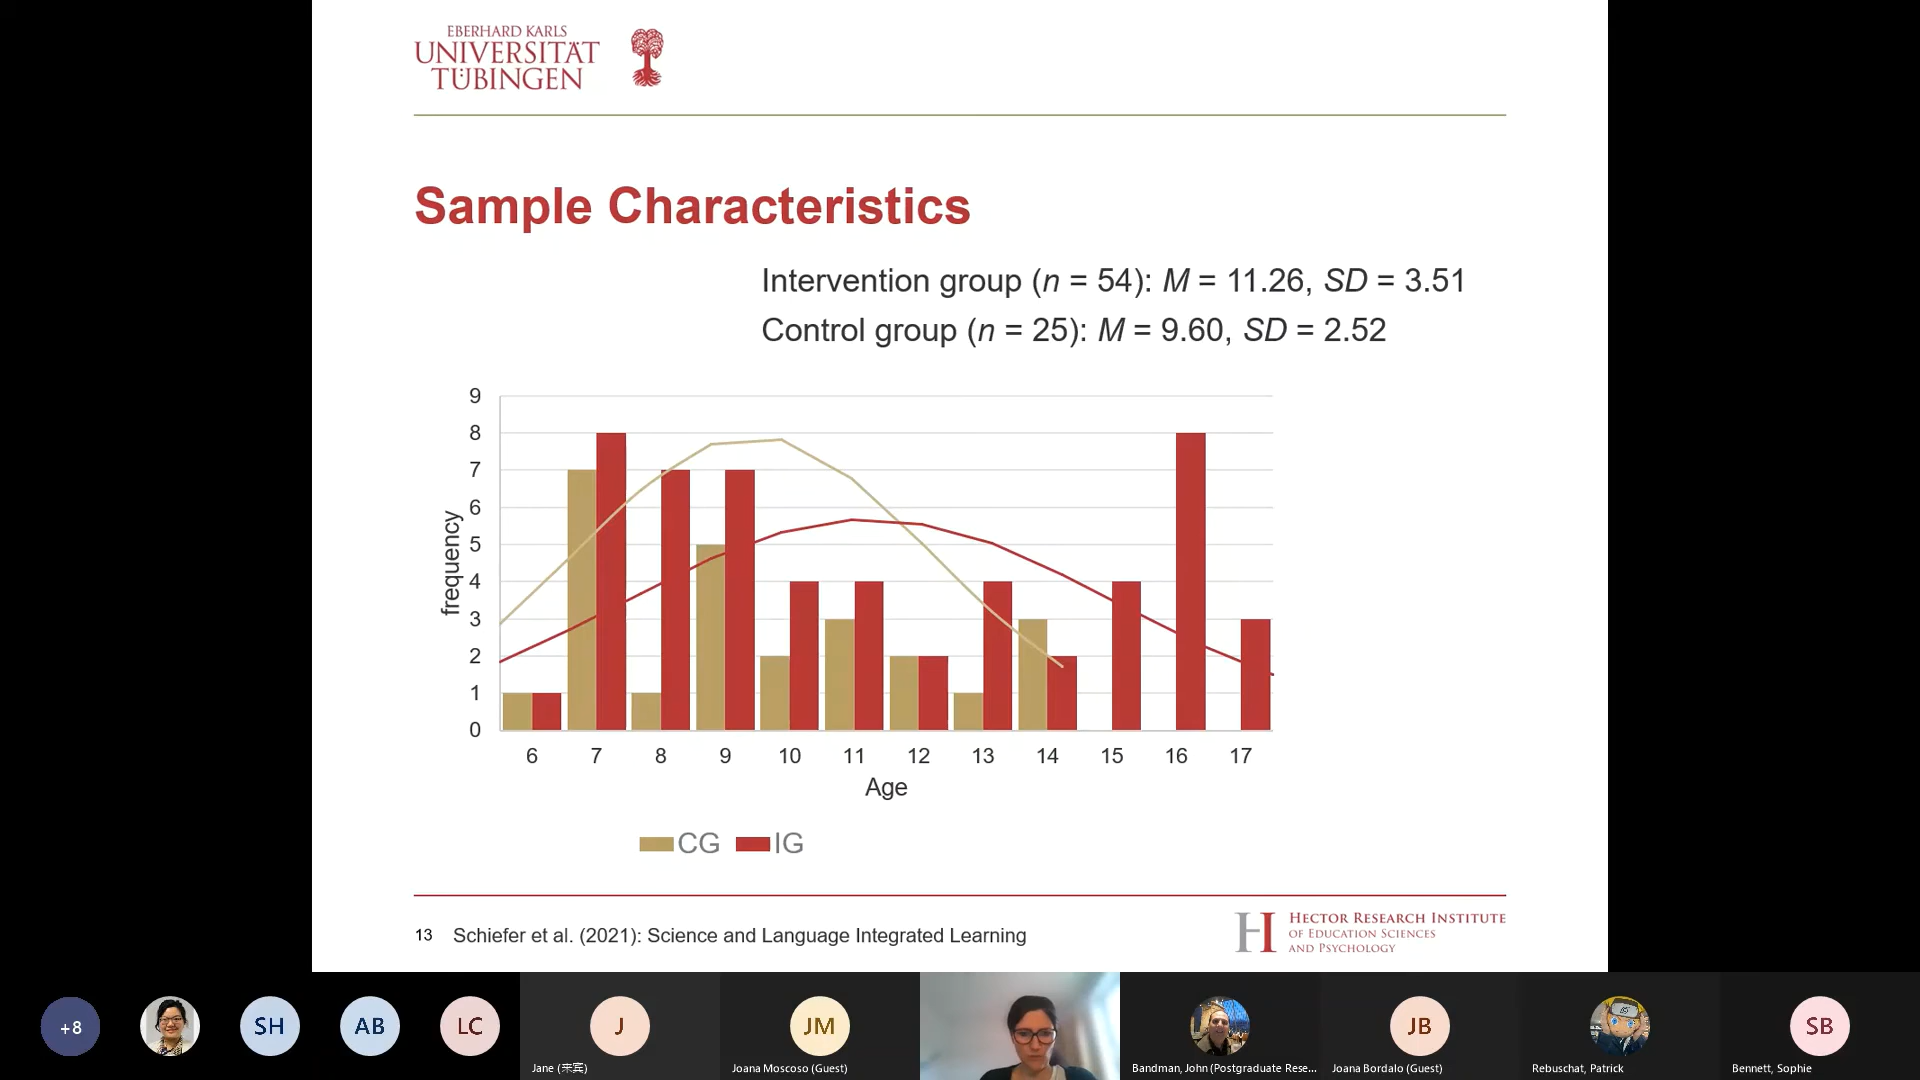 EBERHARD KARLS
UNIVERSITÄT
TÜBINGEN
Sample Characteristics
Intervention group (n = 54): M = 11.26, SD = 3.51
Control group (n = 25): M = 9.60, SD = 2.52
9
8
7
6
5
4
3
2
1
0
frequency
6 7 8 9 10 11 12 13 14 15 16 17
Age
CG IG
13 Schiefer et al. (2021): Science and Language Integrated Learning
H HECTOR RESEARCH INSTITUTE
OF EDUCATION SCIENCES
AND PSYCHOLOGY
+8 SH AB LC J JM JB SB
Jane (来宾) Joana Moscoso (Guest) Bandman, John (Postgraduate Rese... Joana Bordalo (Guest) Rebuschat, Patrick Bennett, Sophie